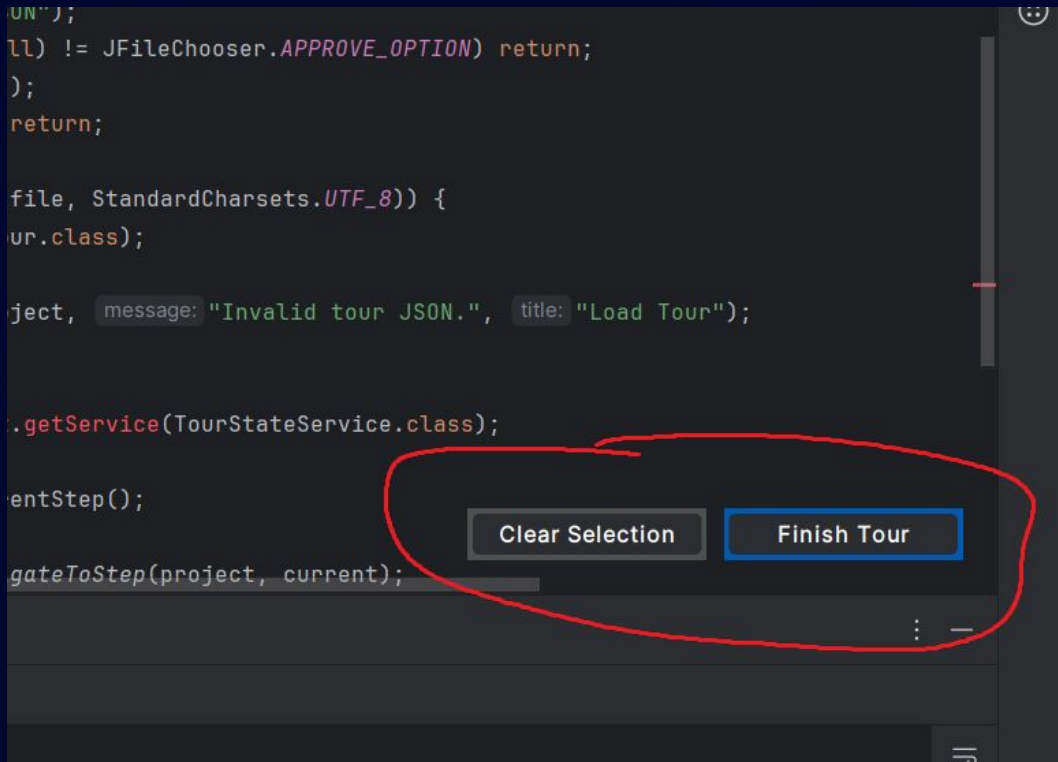 UN");
ll) != JFileChooser.APPROVE_OPTION) return;
);
return;
file, StandardCharsets.UTF_8)) {
ur.class);
ject, message: "Invalid tour JSON.", title: "Load Tour");
.getService(TourStateService.class);
entStep();
Clear Selection Finish Tour
gateToStep(project, current);